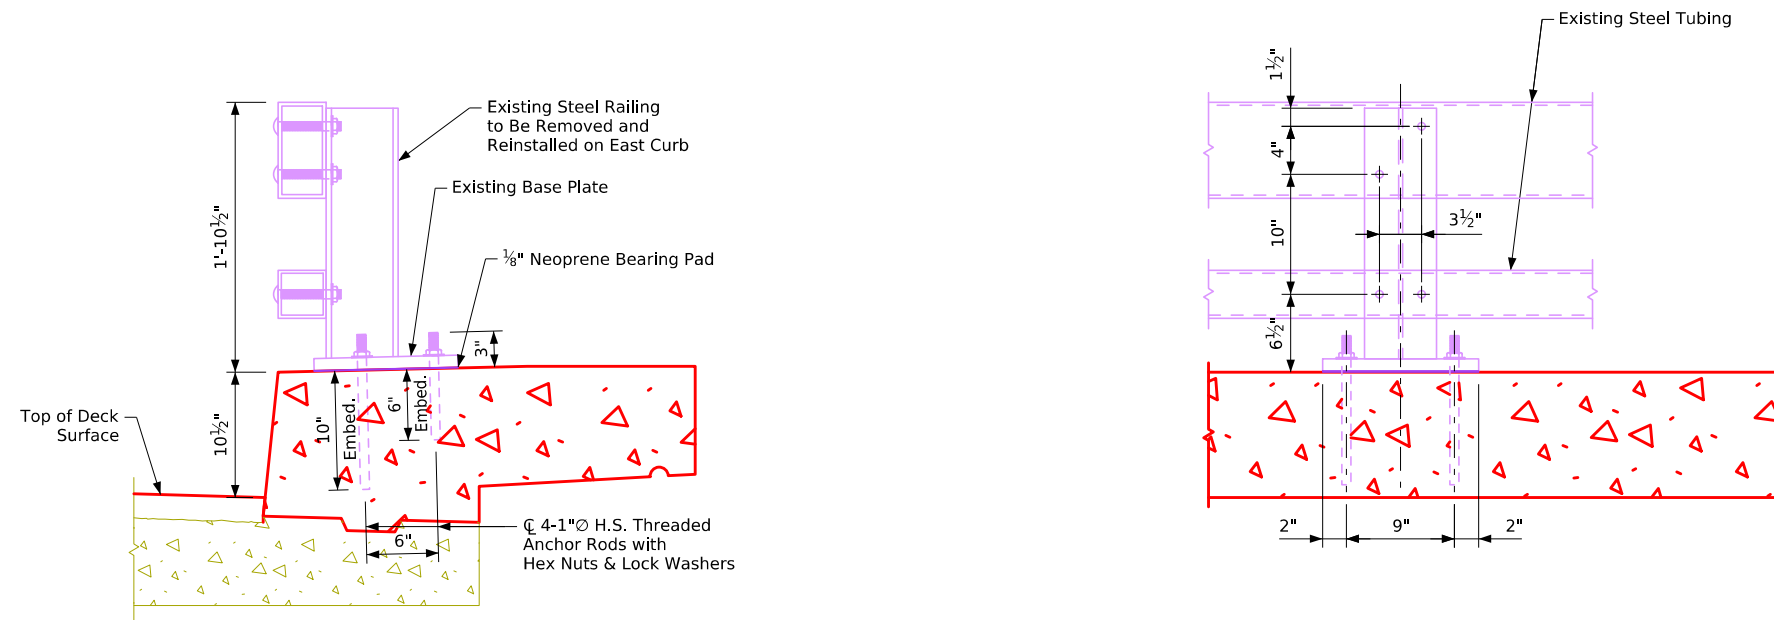 Existing Steel Railing
to Be Removed and
Reinstalled on East Curb
Existing Base Plate
⅛" Neoprene Bearing Pad
1'-10½"
3"
10½"
10"
Embed.
6"
Embed.
Top of Deck
Surface
℄ 4-1"∅ H.S. Threaded
Anchor Rods with
Hex Nuts & Lock Washers
6"
Existing Steel Tubing
1½"
4"
10"
3½"
6½"
2"
9"
2"